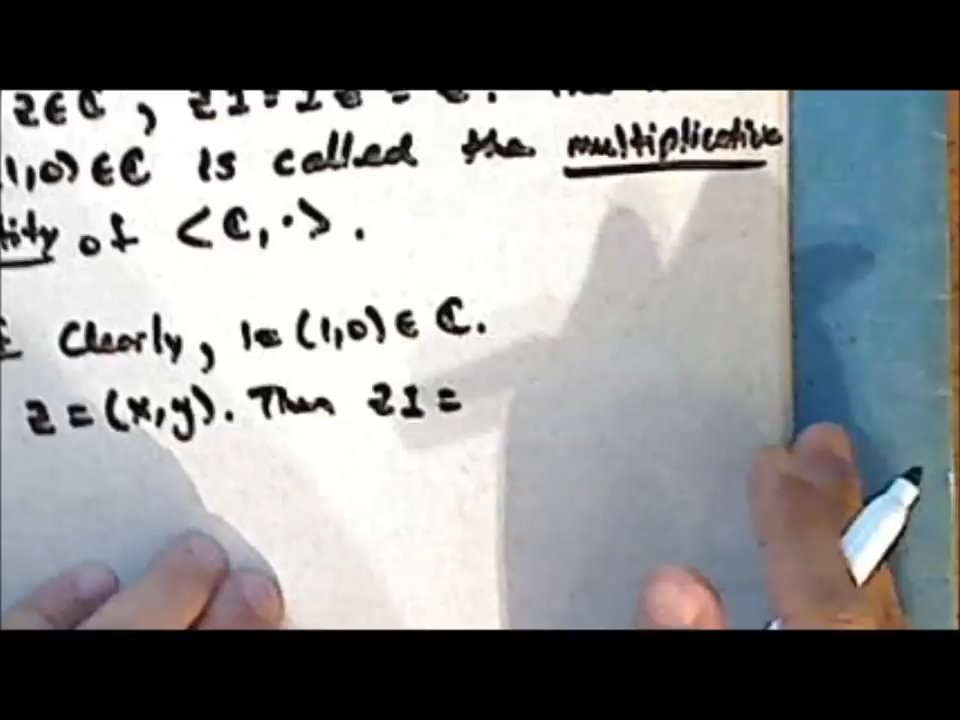 z∈ℂ, z1=1z=z.
1,0)∈ℂ is called the multiplicative
tity of <ℂ,·>.
Clearly, 1=(1,0)∈ℂ.
z=(x,y). Then z1=